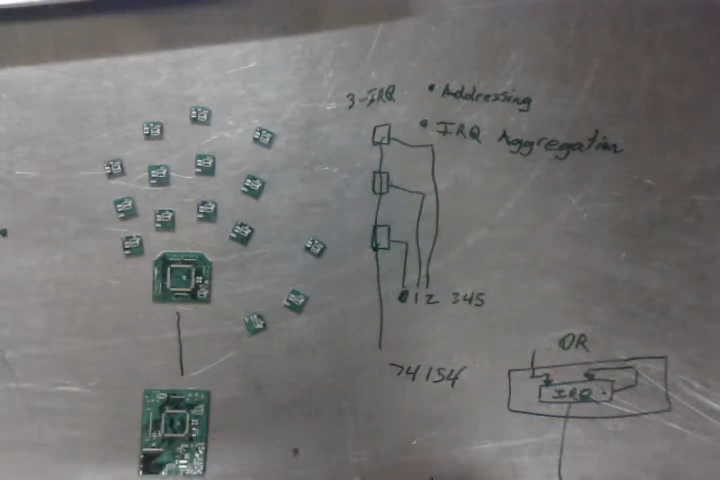 3-IRQ • Addressing
• IRQ Aggregation
0 1 2 3 4 5
74154
OR
IRQ